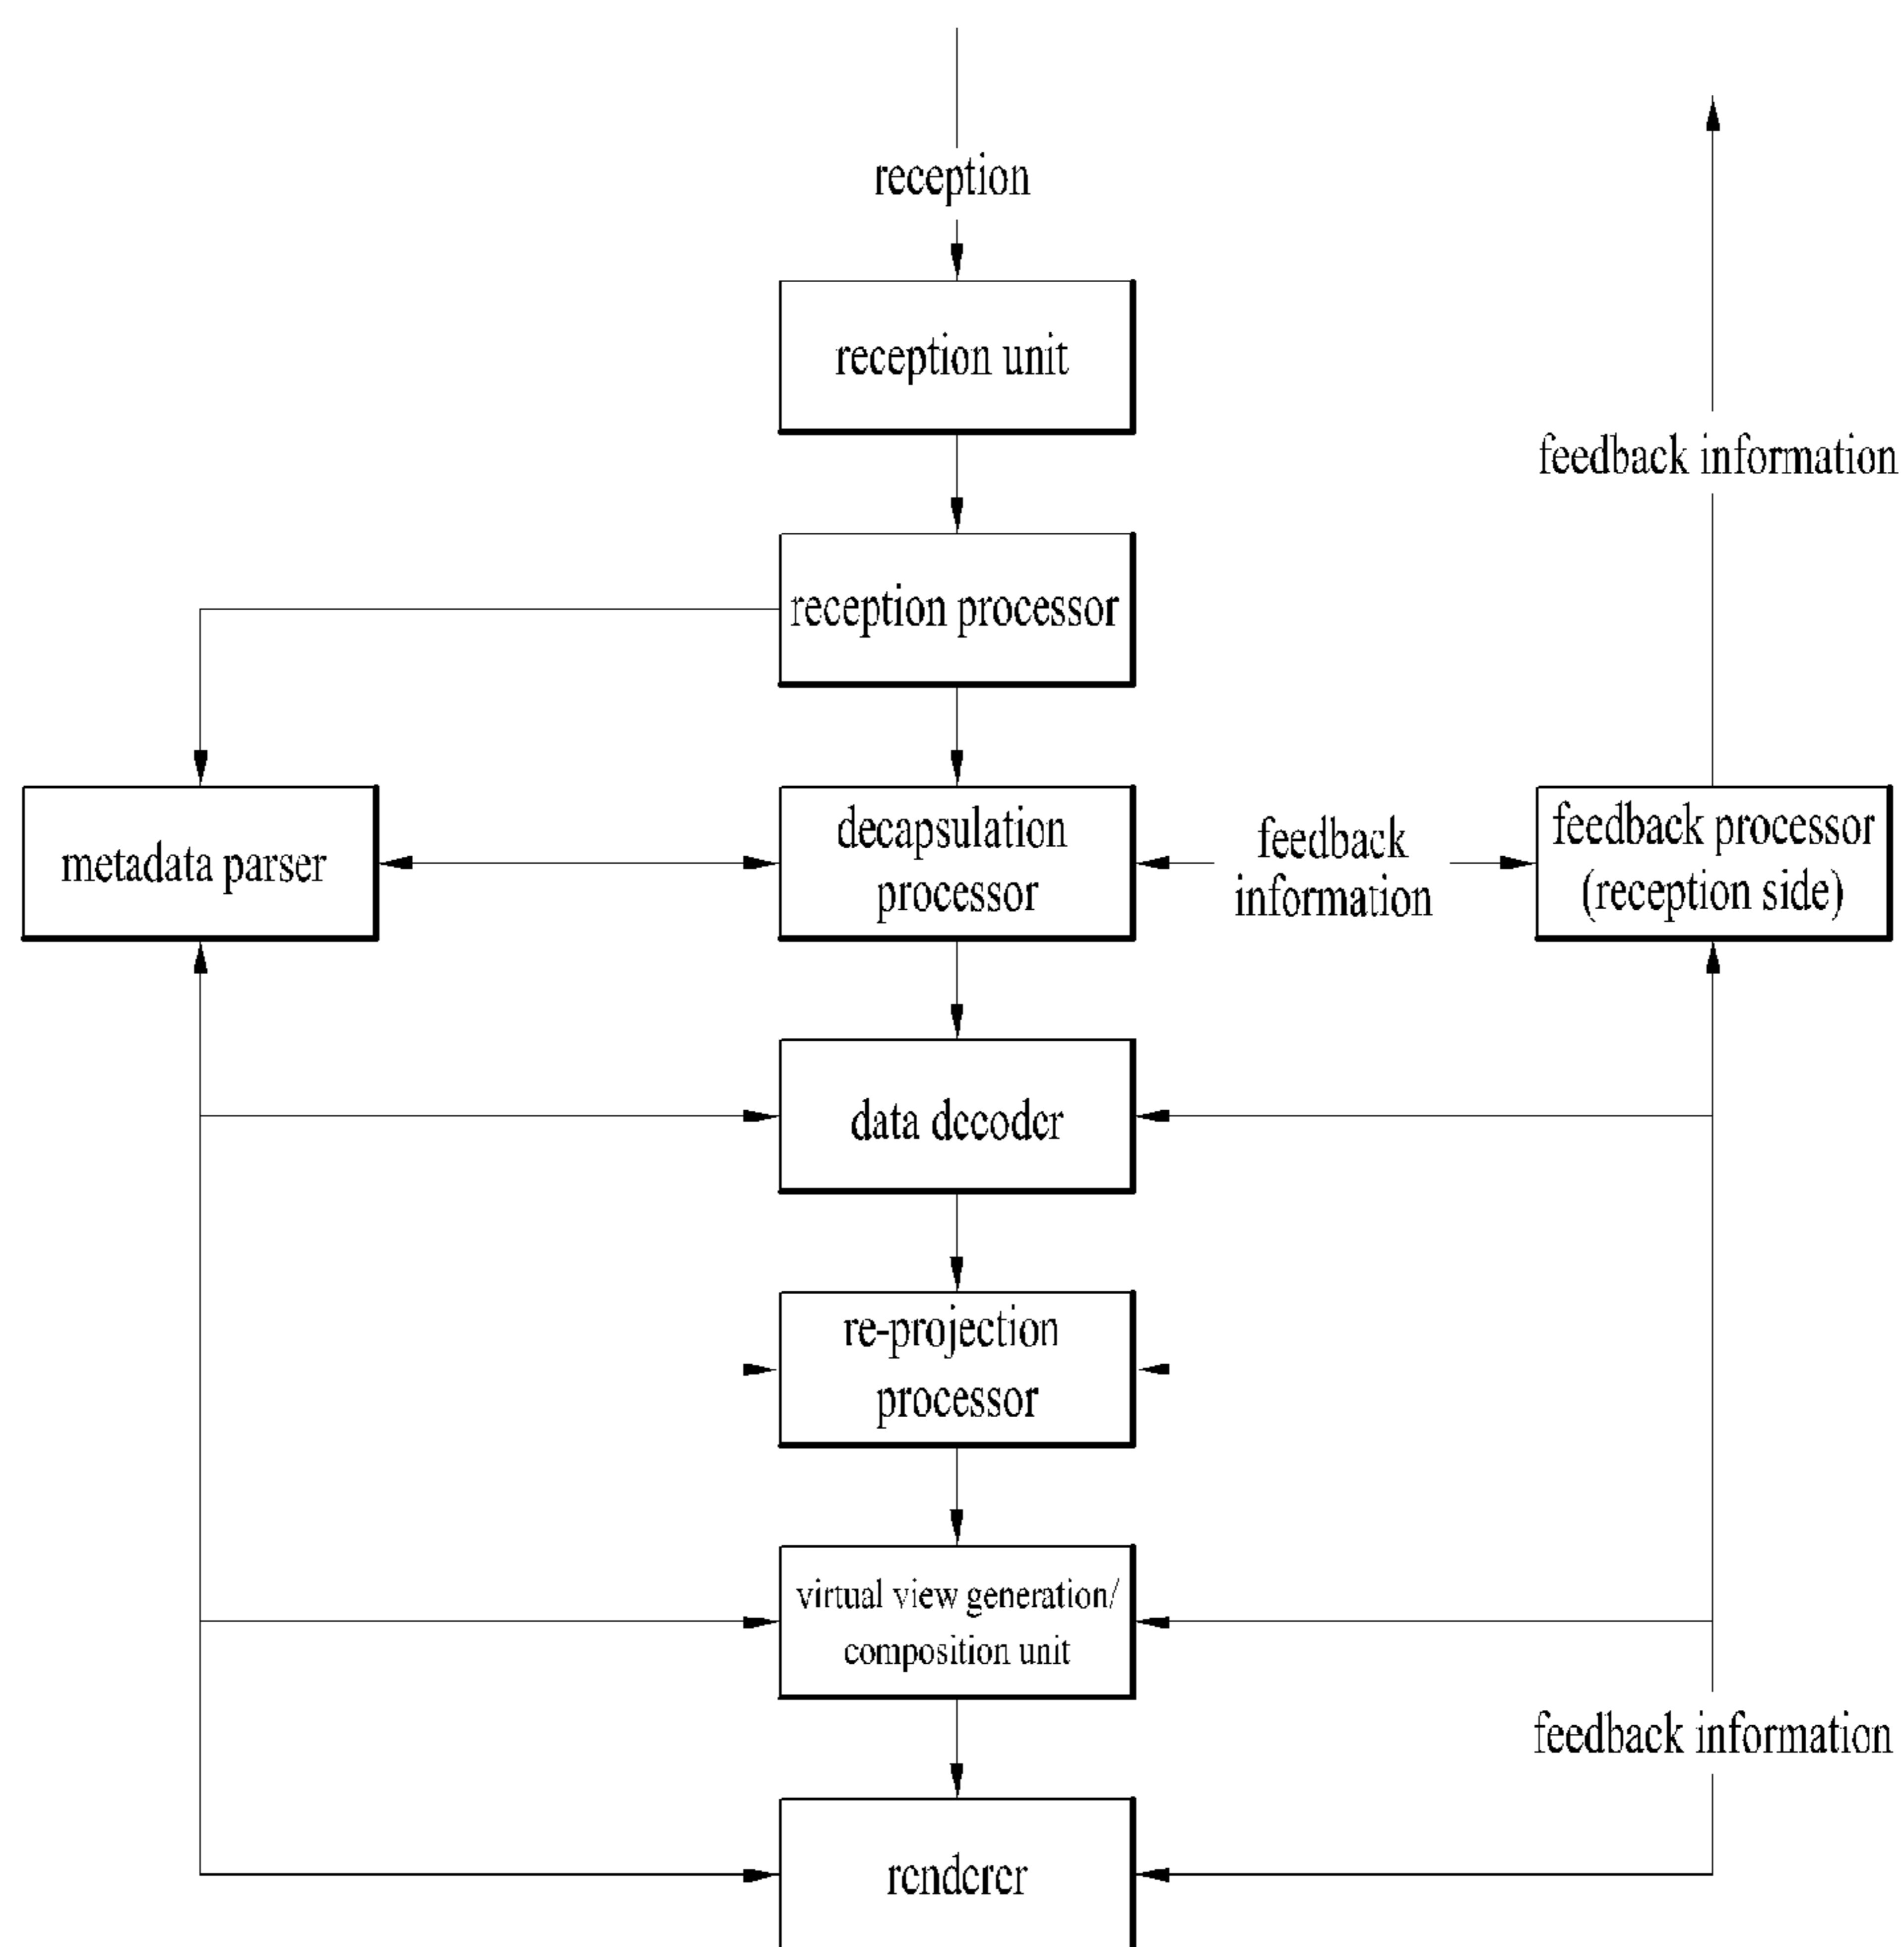 reception
reception unit
feedback information
reception processor
metadata parser
decapsulation
processor
feedback
information
feedback processor
(reception side)
data decoder
re-projection
processor
virtual view generation/
composition unit
feedback information
renderer